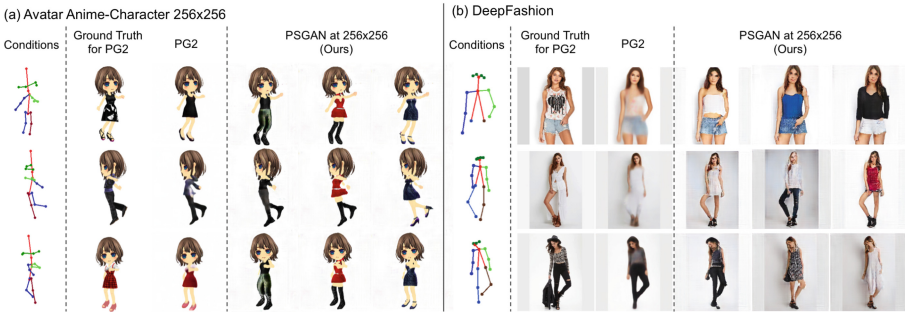 (a) Avatar Anime-Character 256x256
Conditions
Ground Truth
for PG2
PG2
PSGAN at 256x256
(Ours)
(b) DeepFashion
Conditions
Ground Truth
for PG2
PG2
PSGAN at 256x256
(Ours)